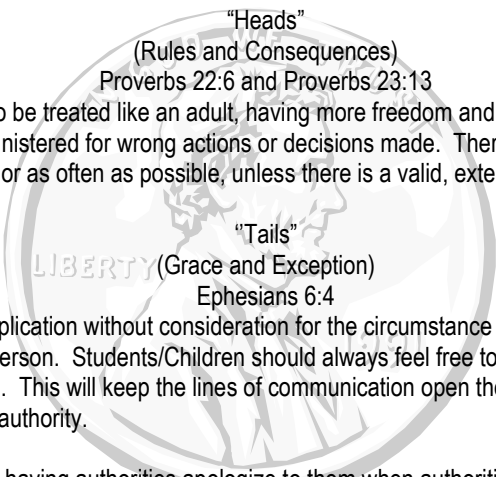 “Heads”
(Rules and Consequences)
Proverbs 22:6 and Proverbs 23:13
be treated like an adult, having more freedom and
for wrong actions or decisions made.  Ther
or as often as possible, unless there is a valid, exte
‘’Tails”
LIBERTY
(Grace and Exception)
Ephesians 6:4
plication without consideration for the circumstance
erson.  Students/Children should always feel free to
.  This will keep the lines of communication open the
authority.
having authorities apologize to them when authoriti